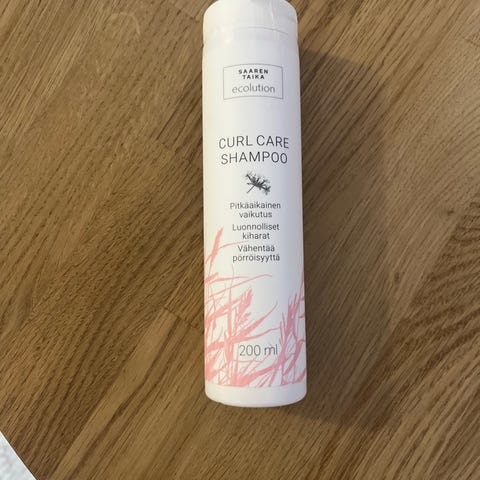 SAAREN
TAIKA
ecolution
CURL CARE
SHAMPOO
Pitkäaikainen
vaikutus
Luonnolliset
kiharat
Vähentää
pörröisyyttä
200 ml